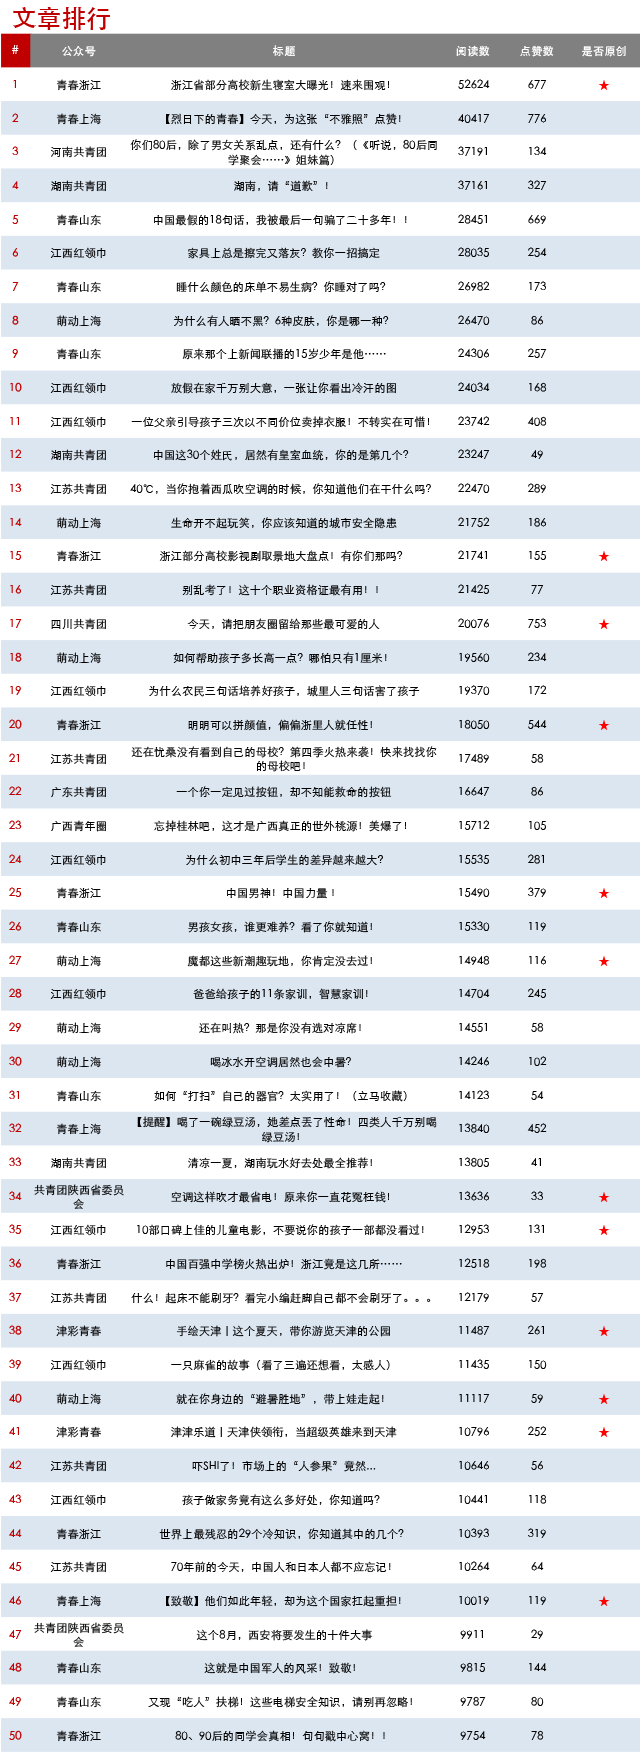 文章排行
# 公众号 标题 阅读数 点赞数 是否原创
1 青春浙江 浙江省部分高校新生寝室大曝光！速来围观！ 52624 677 ★
2 青春上海 【烈日下的青春】今天，为这张“不雅照”点赞！ 40417 776
3 河南共青团 你们80后，除了男女关系乱点，还有什么？（《听说，80后同
学聚会……》姐妹篇） 37191 134
4 湖南共青团 湖南，请“道歉”！ 37161 327
5 青春山东 中国最假的18句话，我被最后一句骗了二十多年！！ 28451 669
6 江西红领巾 家具上总是擦完又落灰？教你一招搞定 28035 254
7 青春山东 睡什么颜色的床单不易生病？你睡对了吗？ 26982 173
8 萌动上海 为什么有人晒不黑？6种皮肤，你是哪一种？ 26470 86
9 青春山东 原来那个上新闻联播的15岁少年是他…… 24306 257
10 江西红领巾 放假在家千万别大意，一张让你看出冷汗的图 24034 168
11 江西红领巾 一位父亲引导孩子三次以不同价位卖掉衣服！不转实在可惜！ 23742 408
12 湖南共青团 中国这30个姓氏，居然有皇室血统，你的是第几个？ 23247 49
13 江苏共青团 40℃，当你抱着西瓜吹空调的时候，你知道他们在干什么吗？ 22470 289
14 萌动上海 生命开不起玩笑，你应该知道的城市安全隐患 21752 186
15 青春浙江 浙江部分高校影视剧取景地大盘点！有你们那吗？ 21741 155 ★
16 江苏共青团 别乱考了！这十个职业资格证最有用！！ 21425 77
17 四川共青团 今天，请把朋友圈留给那些最可爱的人 20076 753 ★
18 萌动上海 如何帮助孩子多长高一点？哪怕只有1厘米！ 19560 234
19 江西红领巾 为什么农民三句话培养好孩子，城里人三句话害了孩子 19370 172
20 青春浙江 明明可以拼颜值，偏偏浙里人就任性！ 18050 544 ★
21 江苏共青团 还在忧桑没有看到自己的母校？第四季火热来袭！快来找找你
的母校吧！ 17489 58
22 广东共青团 一个你一定见过按钮，却不知能救命的按钮 16647 86
23 广西青年圈 忘掉桂林吧，这才是广西真正的世外桃源！美爆了！ 15712 105
24 江西红领巾 为什么初中三年后学生的差异越来越大？ 15535 281
25 青春浙江 中国男神！中国力量！ 15490 379 ★
26 青春山东 男孩女孩，谁更难养？看了你就知道！ 15330 119
27 萌动上海 魔都这些新潮趣玩地，你肯定没去过！ 14948 116 ★
28 江西红领巾 爸爸给孩子的11条家训，智慧家训！ 14704 245
29 萌动上海 还在叫热？那是你没有选对凉席！ 14551 58
30 萌动上海 喝冰水开空调居然也会中暑？ 14246 102
31 青春山东 如何“打扫”自己的器官？太实用了！（立马收藏） 14123 54
32 青春上海 【提醒】喝了一碗绿豆汤，她差点丢了性命！四类人千万别喝
绿豆汤！ 13840 452
33 湖南共青团 清凉一夏，湖南玩水好去处最全推荐！ 13805 41
34 共青团陕西省委员
会 空调这样吹才最省电！原来你一直花冤枉钱！ 13636 33 ★
35 江西红领巾 10部口碑上佳的儿童电影，不要说你的孩子一部都没看过！ 12953 131 ★
36 青春浙江 中国百强中学榜火热出炉！浙江竟是这几所…… 12518 198
37 江苏共青团 什么！起床不能刷牙？看完小编赶脚自己都不会刷牙了。。。 12179 57
38 津彩青春 手绘天津丨这个夏天，带你游览天津的公园 11487 261 ★
39 江西红领巾 一只麻雀的故事（看了三遍还想看，太感人） 11435 150
40 萌动上海 就在你身边的“避暑胜地”，带上娃走起！ 11117 59 ★
41 津彩青春 津津乐道丨天津侠领衔，当超级英雄来到天津 10796 252 ★
42 江苏共青团 吓SHI了！市场上的“人参果”竟然... 10646 56
43 江西红领巾 孩子做家务竟有这么多好处，你知道吗？ 10441 118
44 青春浙江 世界上最残忍的29个冷知识，你知道其中的几个？ 10393 319
45 江苏共青团 70年前的今天，中国人和日本人都不应忘记！ 10264 64
46 青春上海 【致敬】他们如此年轻，却为这个国家扛起重担！ 10019 119 ★
47 共青团陕西省委员
会 这个8月，西安将要发生的十件大事 9911 29
48 青春山东 这就是中国军人的风采！致敬！ 9815 144
49 青春山东 又现“吃人”扶梯！这些电梯安全知识，请别再忽略！ 9787 80
50 青春浙江 80、90后的同学会真相！句句戳中心窝！！ 9754 78